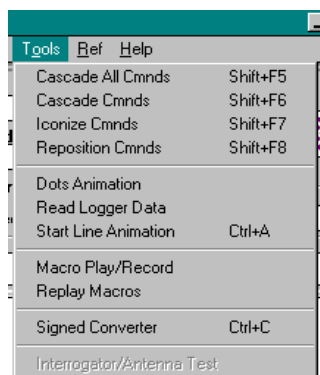 Tools Ref Help
Cascade All Cmnds Shift+F5
Cascade Cmnds Shift+F6
Iconize Cmnds Shift+F7
Reposition Cmnds Shift+F8
Dots Animation
Read Logger Data
Start Line Animation Ctrl+A
Macro Play/Record
Replay Macros
Signed Converter Ctrl+C
Interrogator/Antenna Test